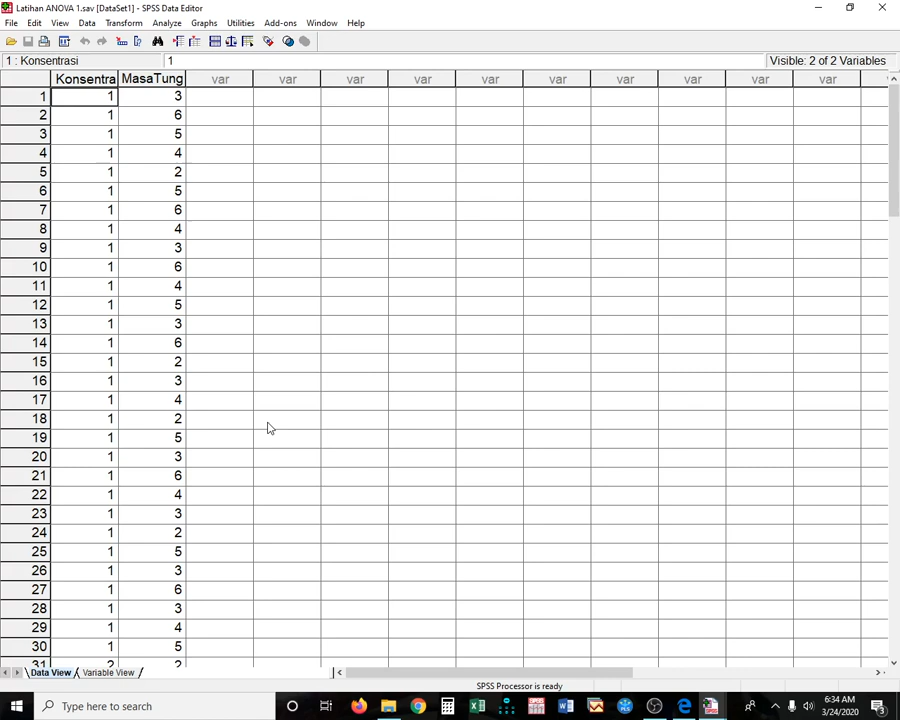 Latihan ANOVA 1.sav [DataSet1] - SPSS Data Editor
File Edit View Data Transform Analyze Graphs Utilities Add-ons Window Help
1 : Konsentrasi 1 Visible: 2 of 2 Variables
Konsentra MasaTung var var var var var var var var var var
1 1 3
2 1 6
3 1 5
4 1 4
5 1 2
6 1 5
7 1 6
8 1 4
9 1 3
10 1 6
11 1 4
12 1 5
13 1 3
14 1 6
15 1 2
16 1 3
17 1 4
18 1 2
19 1 5
20 1 3
21 1 6
22 1 4
23 1 3
24 1 2
25 1 5
26 1 3
27 1 6
28 1 3
29 1 4
30 1 5
31 2 2
Data View Variable View
SPSS Processor is ready
Type here to search
6:34 AM
3/24/2020
3